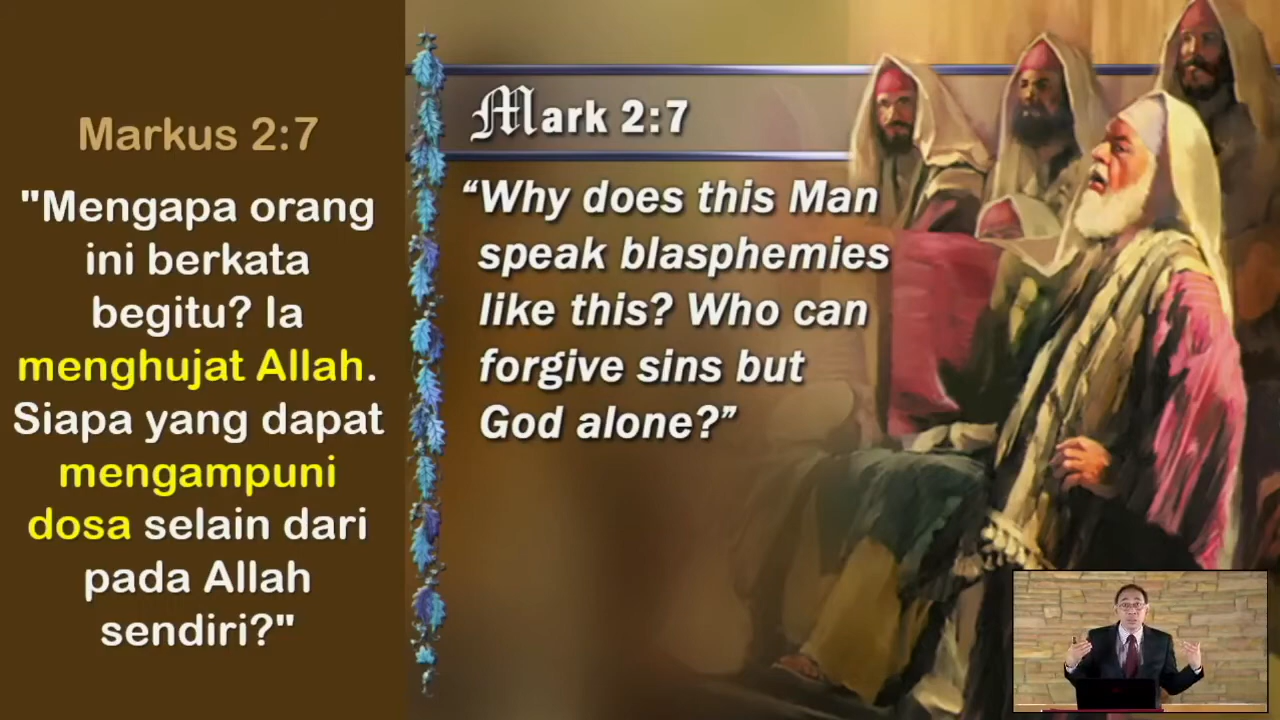 Markus 2:7
"Mengapa orang
ini berkata
begitu? Ia
menghujat Allah.
Siapa yang dapat
mengampuni
dosa selain dari
pada Allah
sendiri?"
Mark 2:7
“Why does this Man
speak blasphemies
like this? Who can
forgive sins but
God alone?”